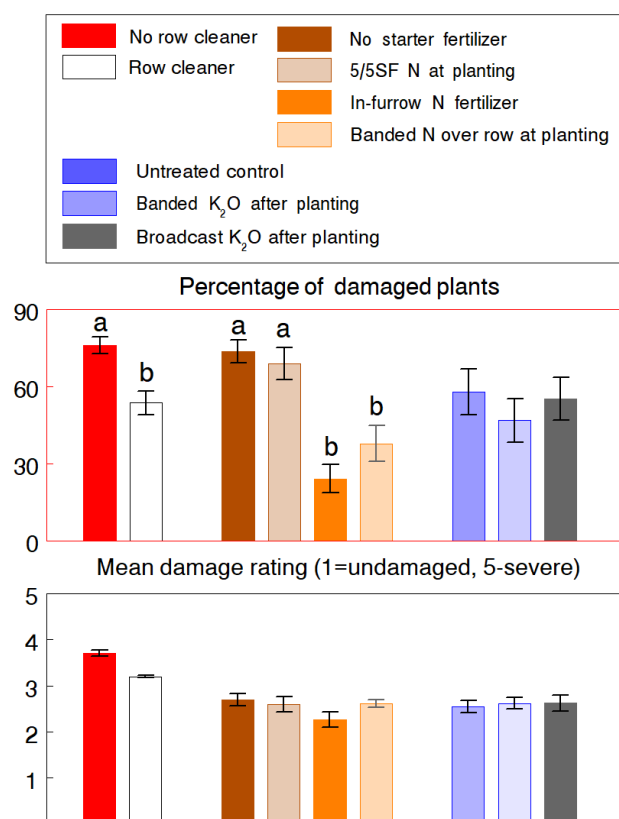 No row cleaner
Row cleaner
No starter fertilizer
5/5SF N at planting
In-furrow N fertilizer
Banded N over row at planting
Untreated control
Banded K₂O after planting
Broadcast K₂O after planting
Percentage of damaged plants
90
60
30
0
a
b
a
a
b
b
Mean damage rating (1=undamaged, 5-severe)
5
4
3
2
1